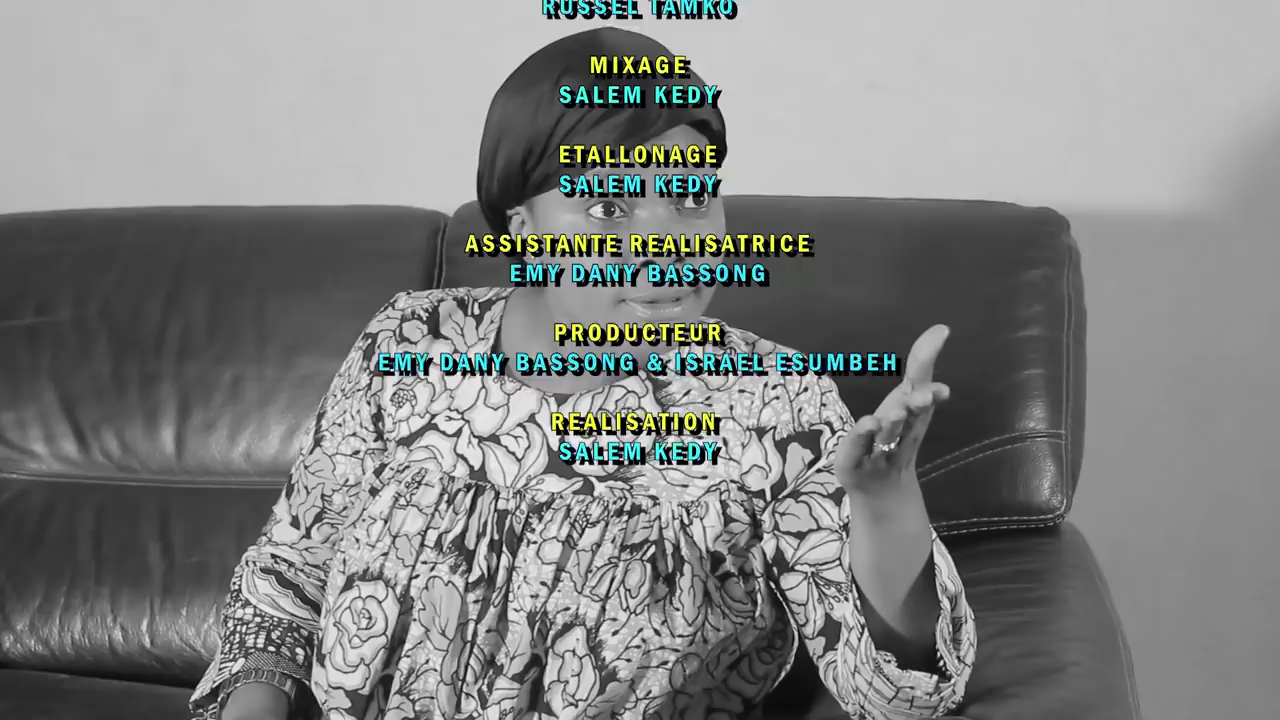 RUSSEL TAMKO
MIXAGE
SALEM KEDY
ETALLONAGE
SALEM KEDY
ASSISTANTE REALISATRICE
EMY DANY BASSONG
PRODUCTEUR
EMY DANY BASSONG & ISRAEL ESUMBEH
REALISATION
SALEM KEDY